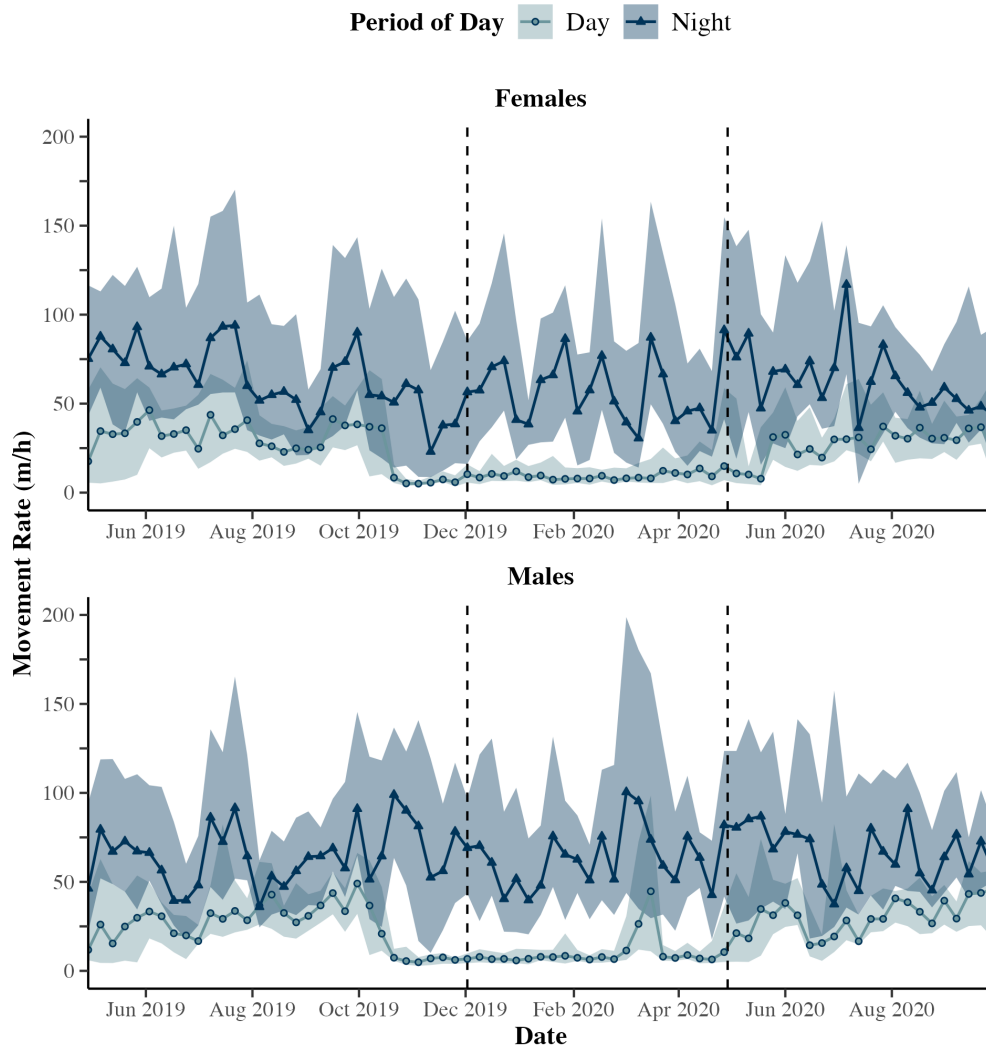 Period of Day Day Night
Females
200
150
100
50
0
Jun 2019 Aug 2019 Oct 2019 Dec 2019 Feb 2020 Apr 2020 Jun 2020 Aug 2020
Movement Rate (m/h)
Males
200
150
100
50
0
Jun 2019 Aug 2019 Oct 2019 Dec 2019 Feb 2020 Apr 2020 Jun 2020 Aug 2020
Date